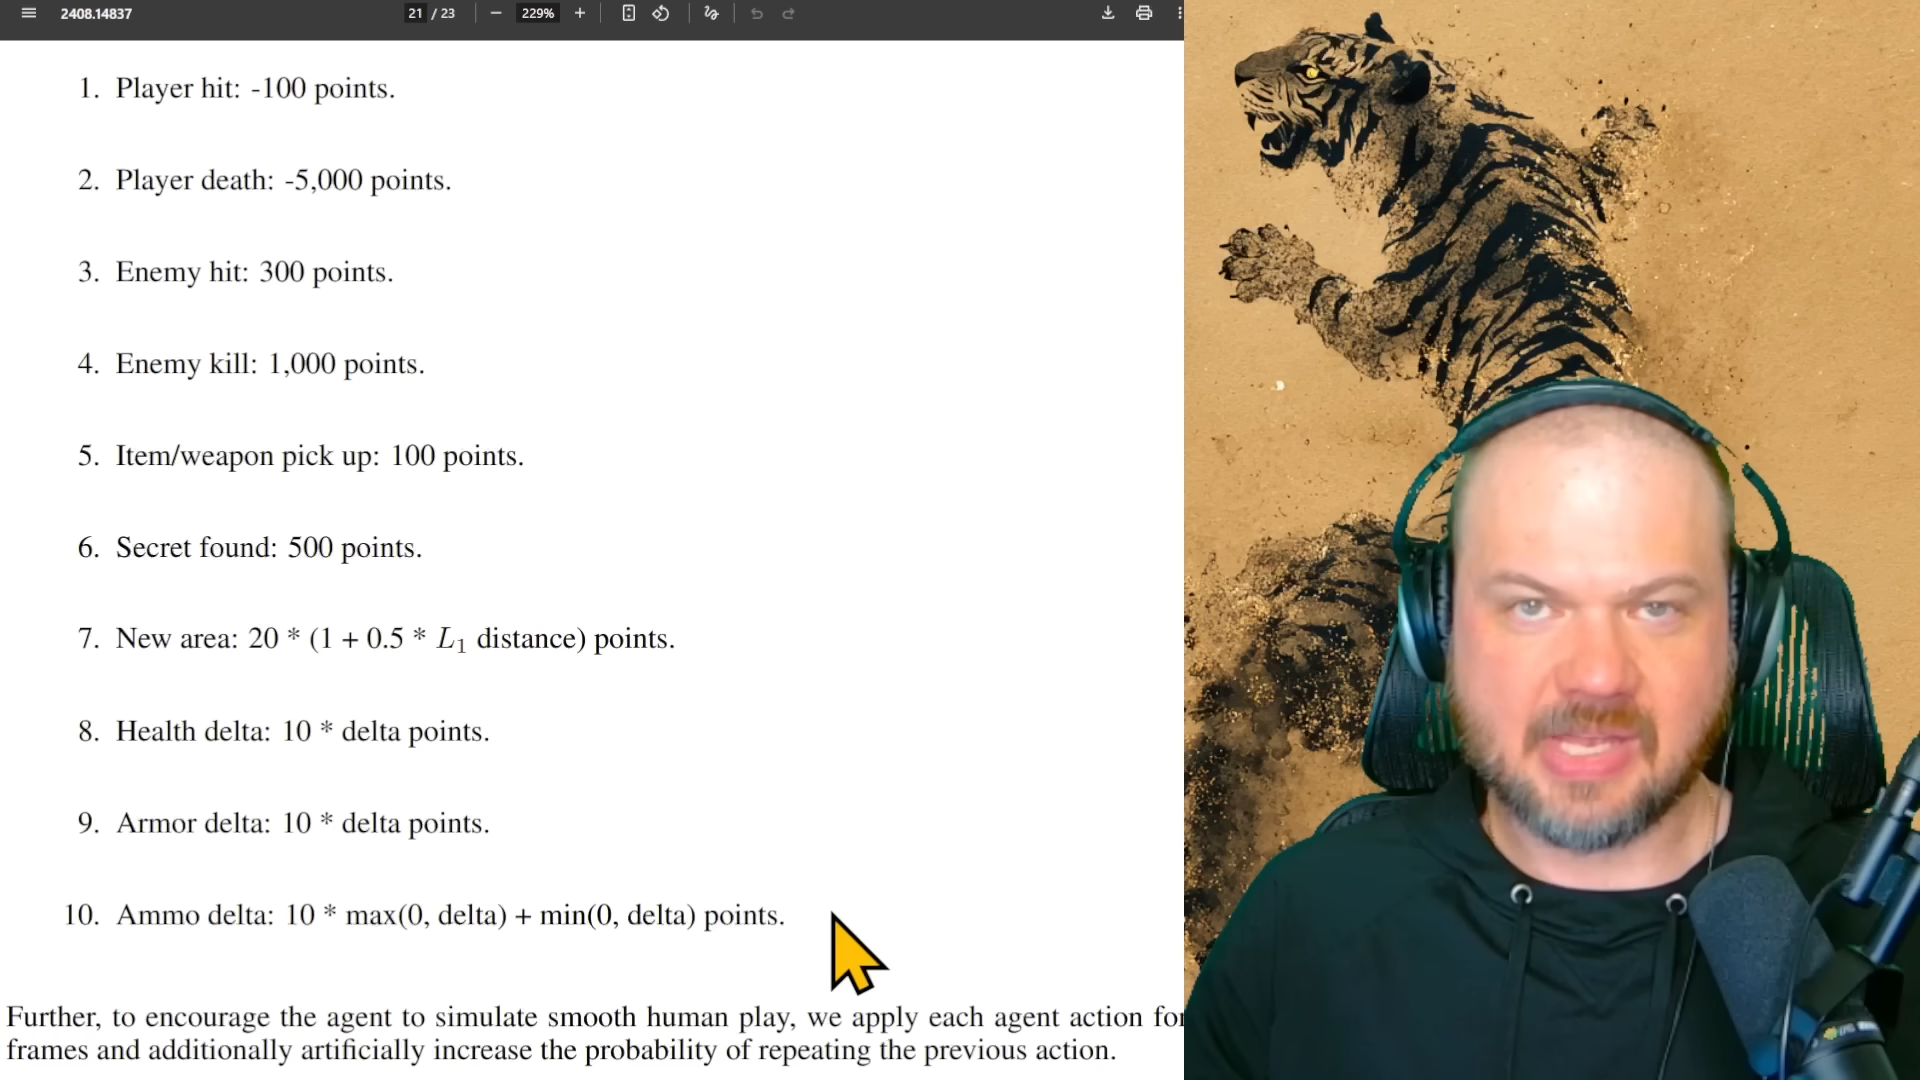 2408.14837
21 / 23
229%
1. Player hit: -100 points.
2. Player death: -5,000 points.
3. Enemy hit: 300 points.
4. Enemy kill: 1,000 points.
5. Item/weapon pick up: 100 points.
6. Secret found: 500 points.
7. New area: 20 * (1 + 0.5 * L₁ distance) points.
8. Health delta: 10 * delta points.
9. Armor delta: 10 * delta points.
10. Ammo delta: 10 * max(0, delta) + min(0, delta) points.
Further, to encourage the agent to simulate smooth human play, we apply each agent action for
frames and additionally artificially increase the probability of repeating the previous action.